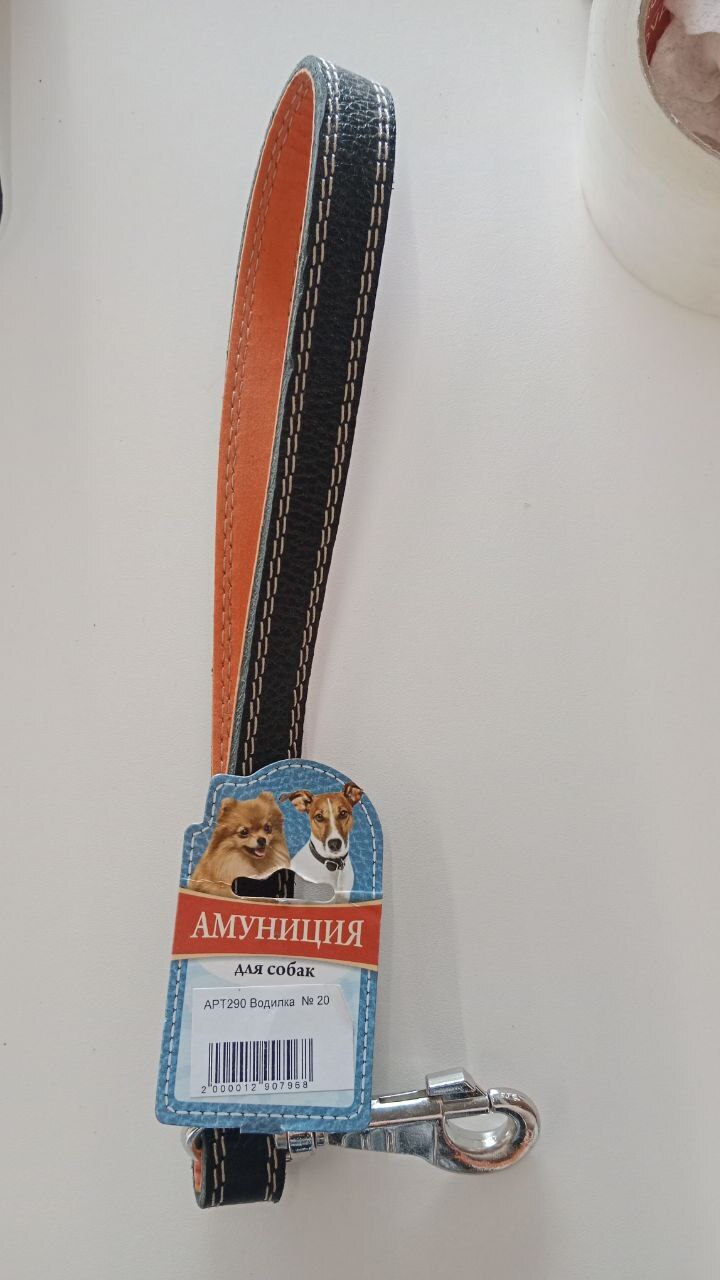 АМУНИЦИЯ
для собак
АРТ290 Водилка № 20
2 000012 907968